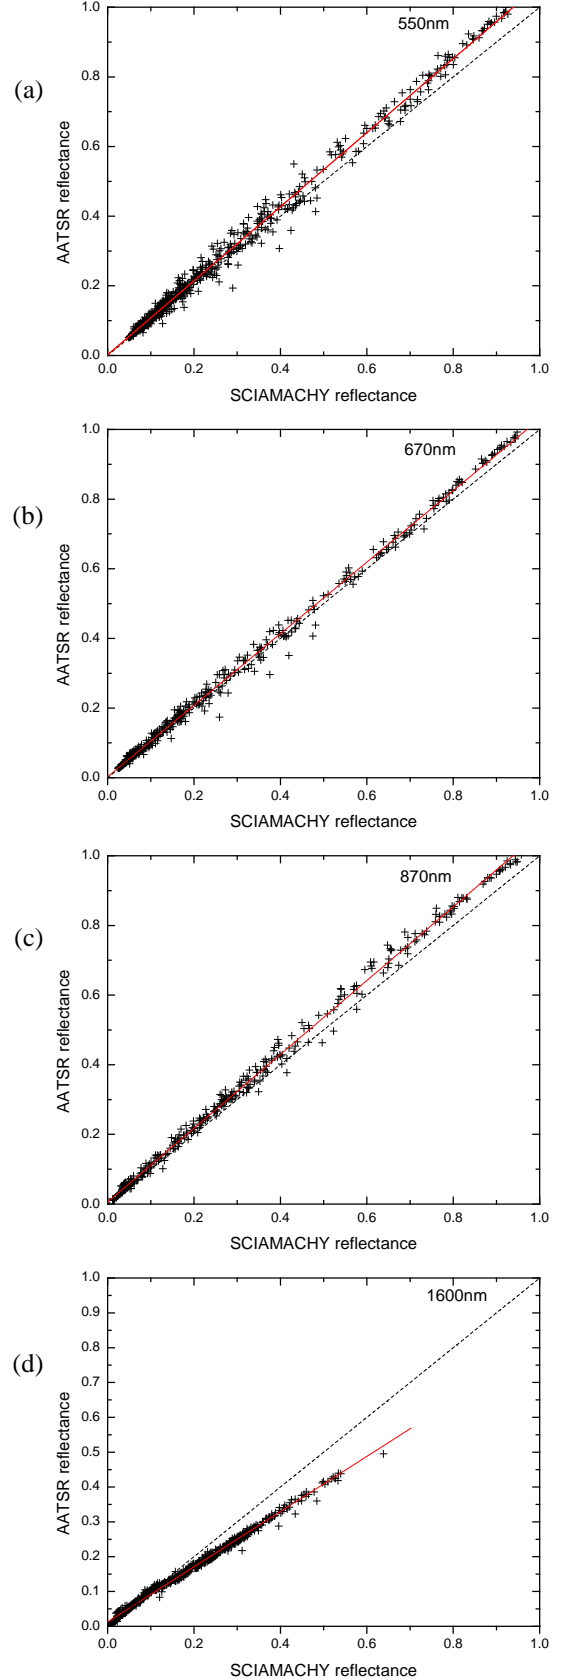 (a)
550nm
AATSR reflectance
1.0
0.8
0.6
0.4
0.2
0.0
0.0 0.2 0.4 0.6 0.8 1.0
SCIAMACHY reflectance
(b)
670nm
AATSR reflectance
1.0
0.8
0.6
0.4
0.2
0.0
0.0 0.2 0.4 0.6 0.8 1.0
SCIAMACHY reflectance
(c)
870nm
AATSR reflectance
1.0
0.8
0.6
0.4
0.2
0.0
0.0 0.2 0.4 0.6 0.8 1.0
SCIAMACHY reflectance
(d)
1600nm
AATSR reflectance
1.0
0.9
0.8
0.7
0.6
0.5
0.4
0.3
0.2
0.1
0.0
0.0 0.2 0.4 0.6 0.8 1.0
SCIAMACHY reflectance